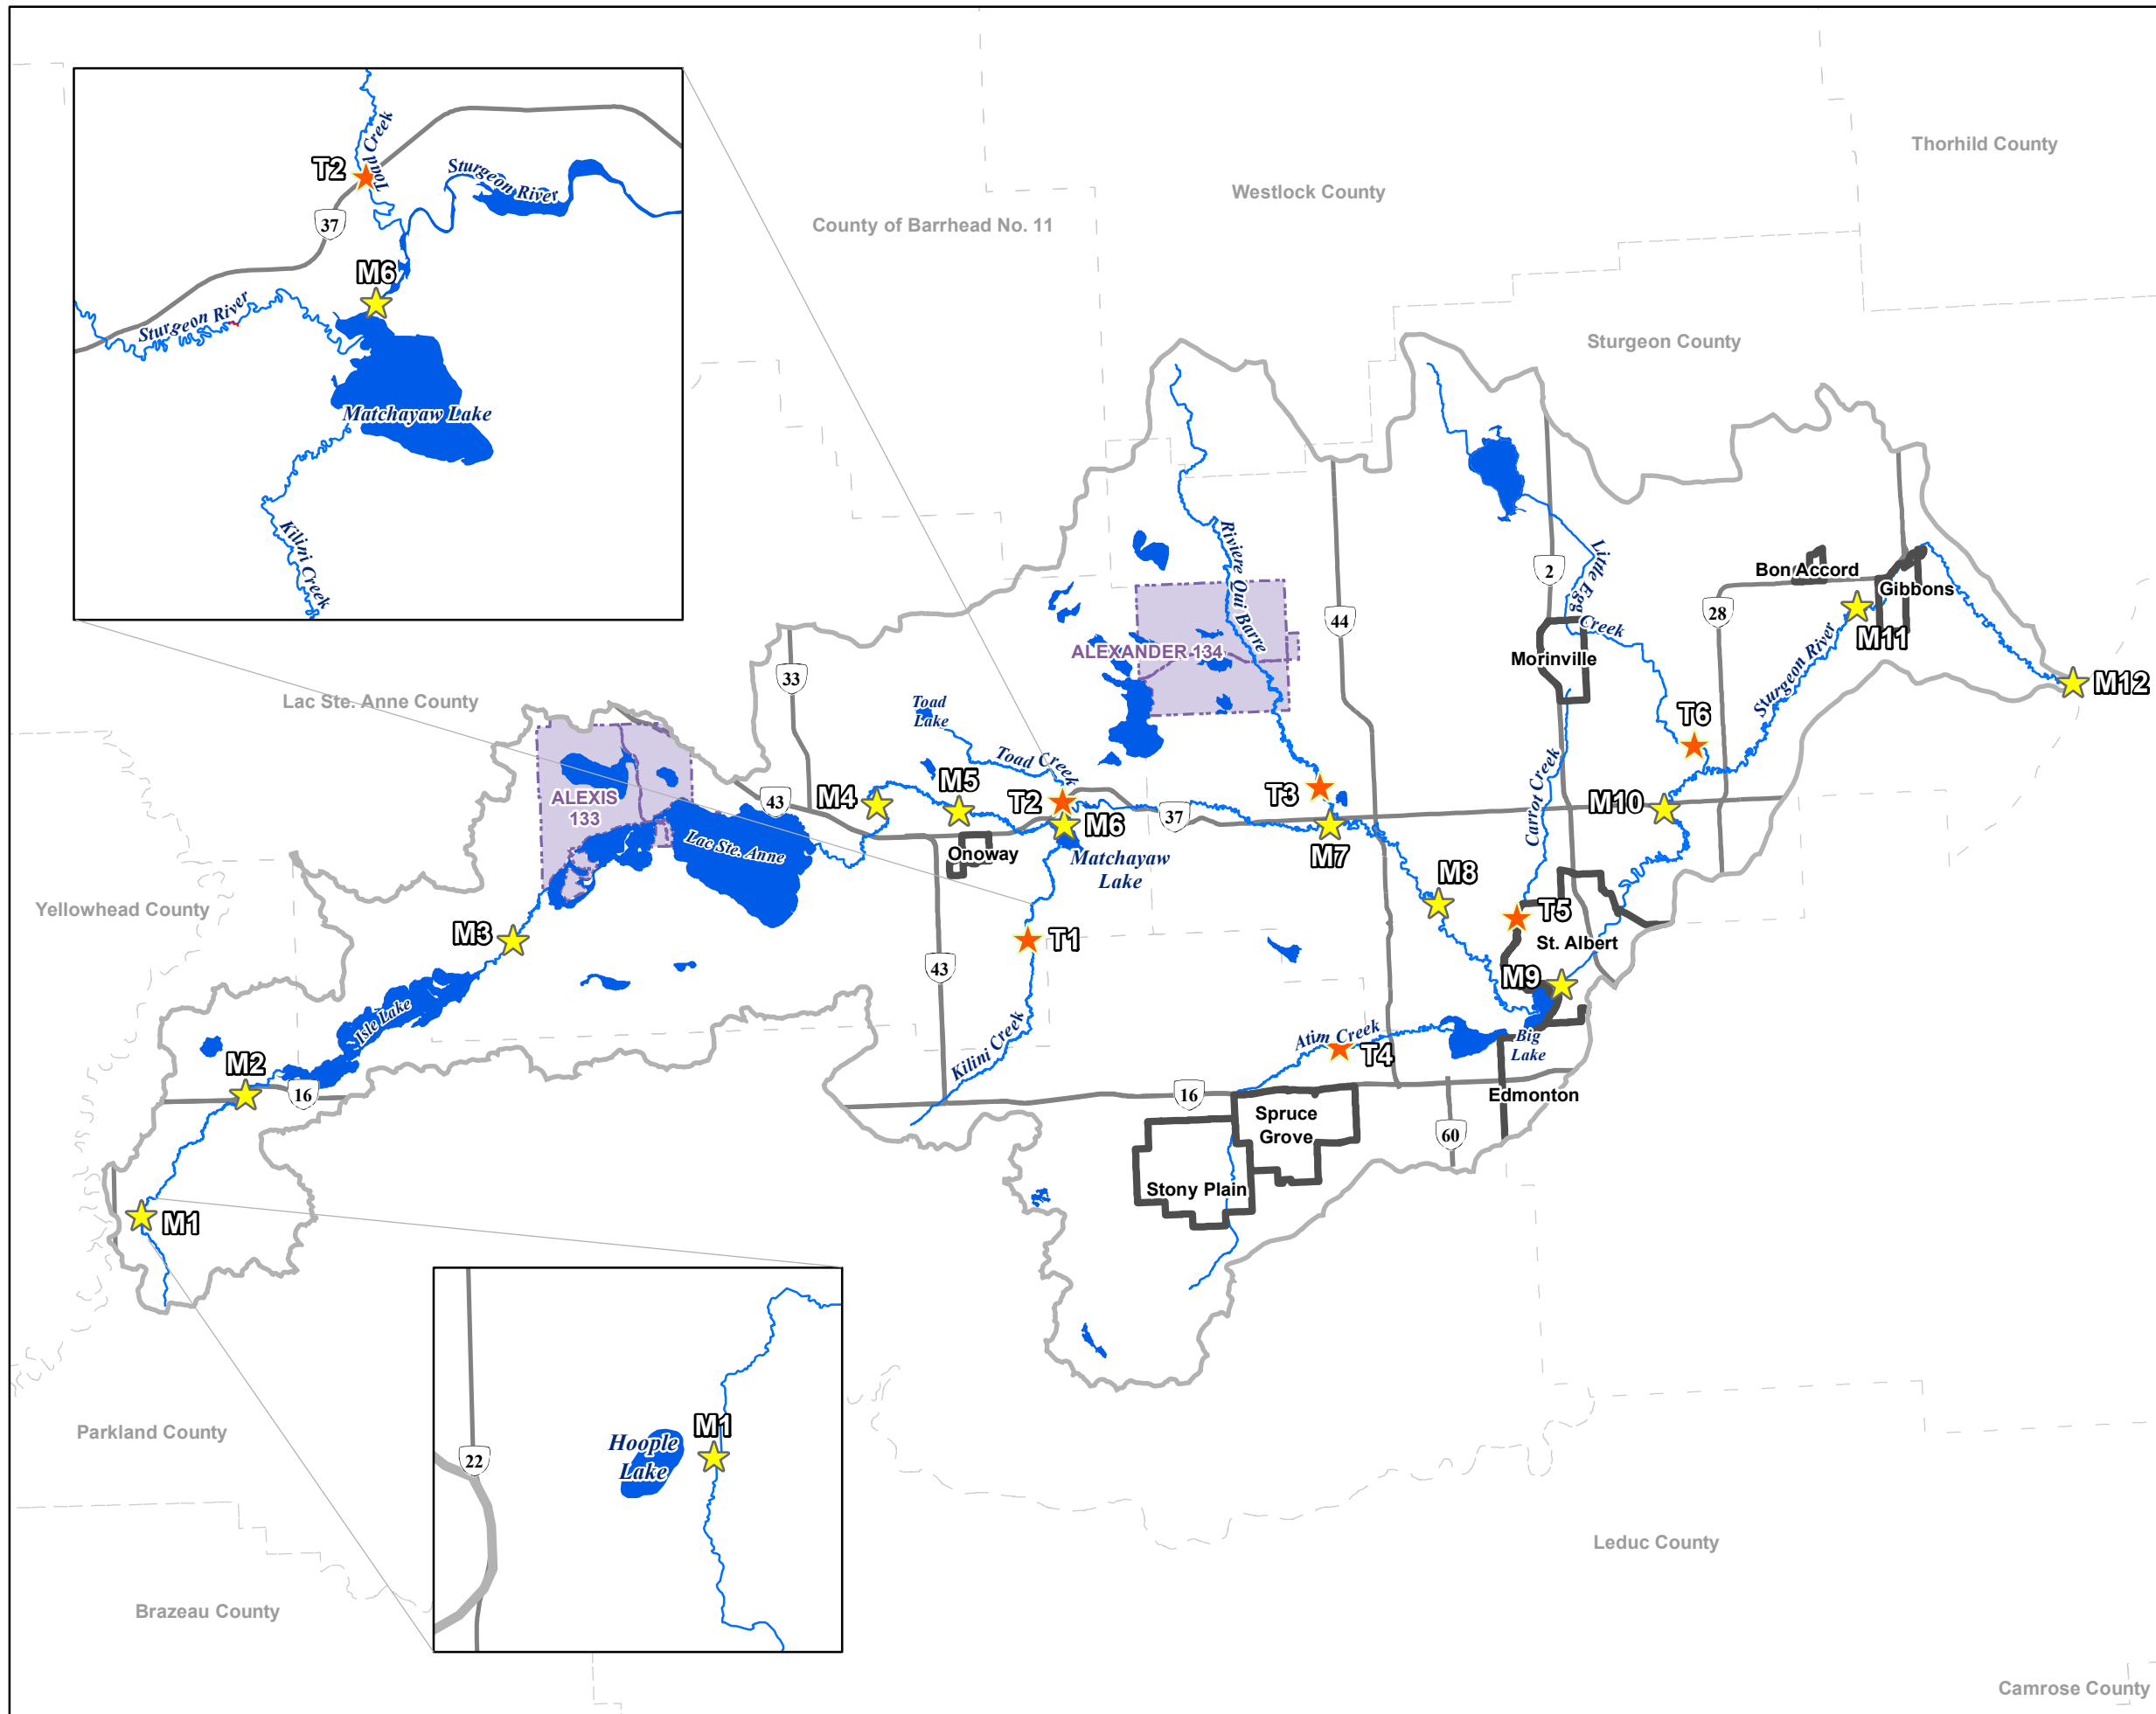 Thorhild County
Westlock County
County of Barrhead No. 11
Sturgeon County
Todd Creek
T2
Sturgeon River
37
M6
Sturgeon River
Matchayaw Lake
Kilini Creek
Riviere Qui Barre
Little Egg
Creek
2
Bon Accord
Gibbons
28
44
M11
Morinville
ALEXANDER 134
33
M12
Lac Ste. Anne County
Toad
Lake
Sturgeon River
T6
Toad Creek
ALEXIS
133
43
M4
M5
T2
T3
Carrot Creek
M10
M6
37
Lac Ste. Anne
Onoway
Matchayaw
Lake
M7
M8
Yellowhead County
T5
M3
T1
St. Albert
43
M9
Isle Lake
Kilini Creek
Atim Creek
T4
Big
Lake
M2
16
16
Edmonton
Spruce
Grove
60
Stony Plain
M1
Parkland County
M1
Hoople
Lake
22
Leduc County
Brazeau County
Camrose County